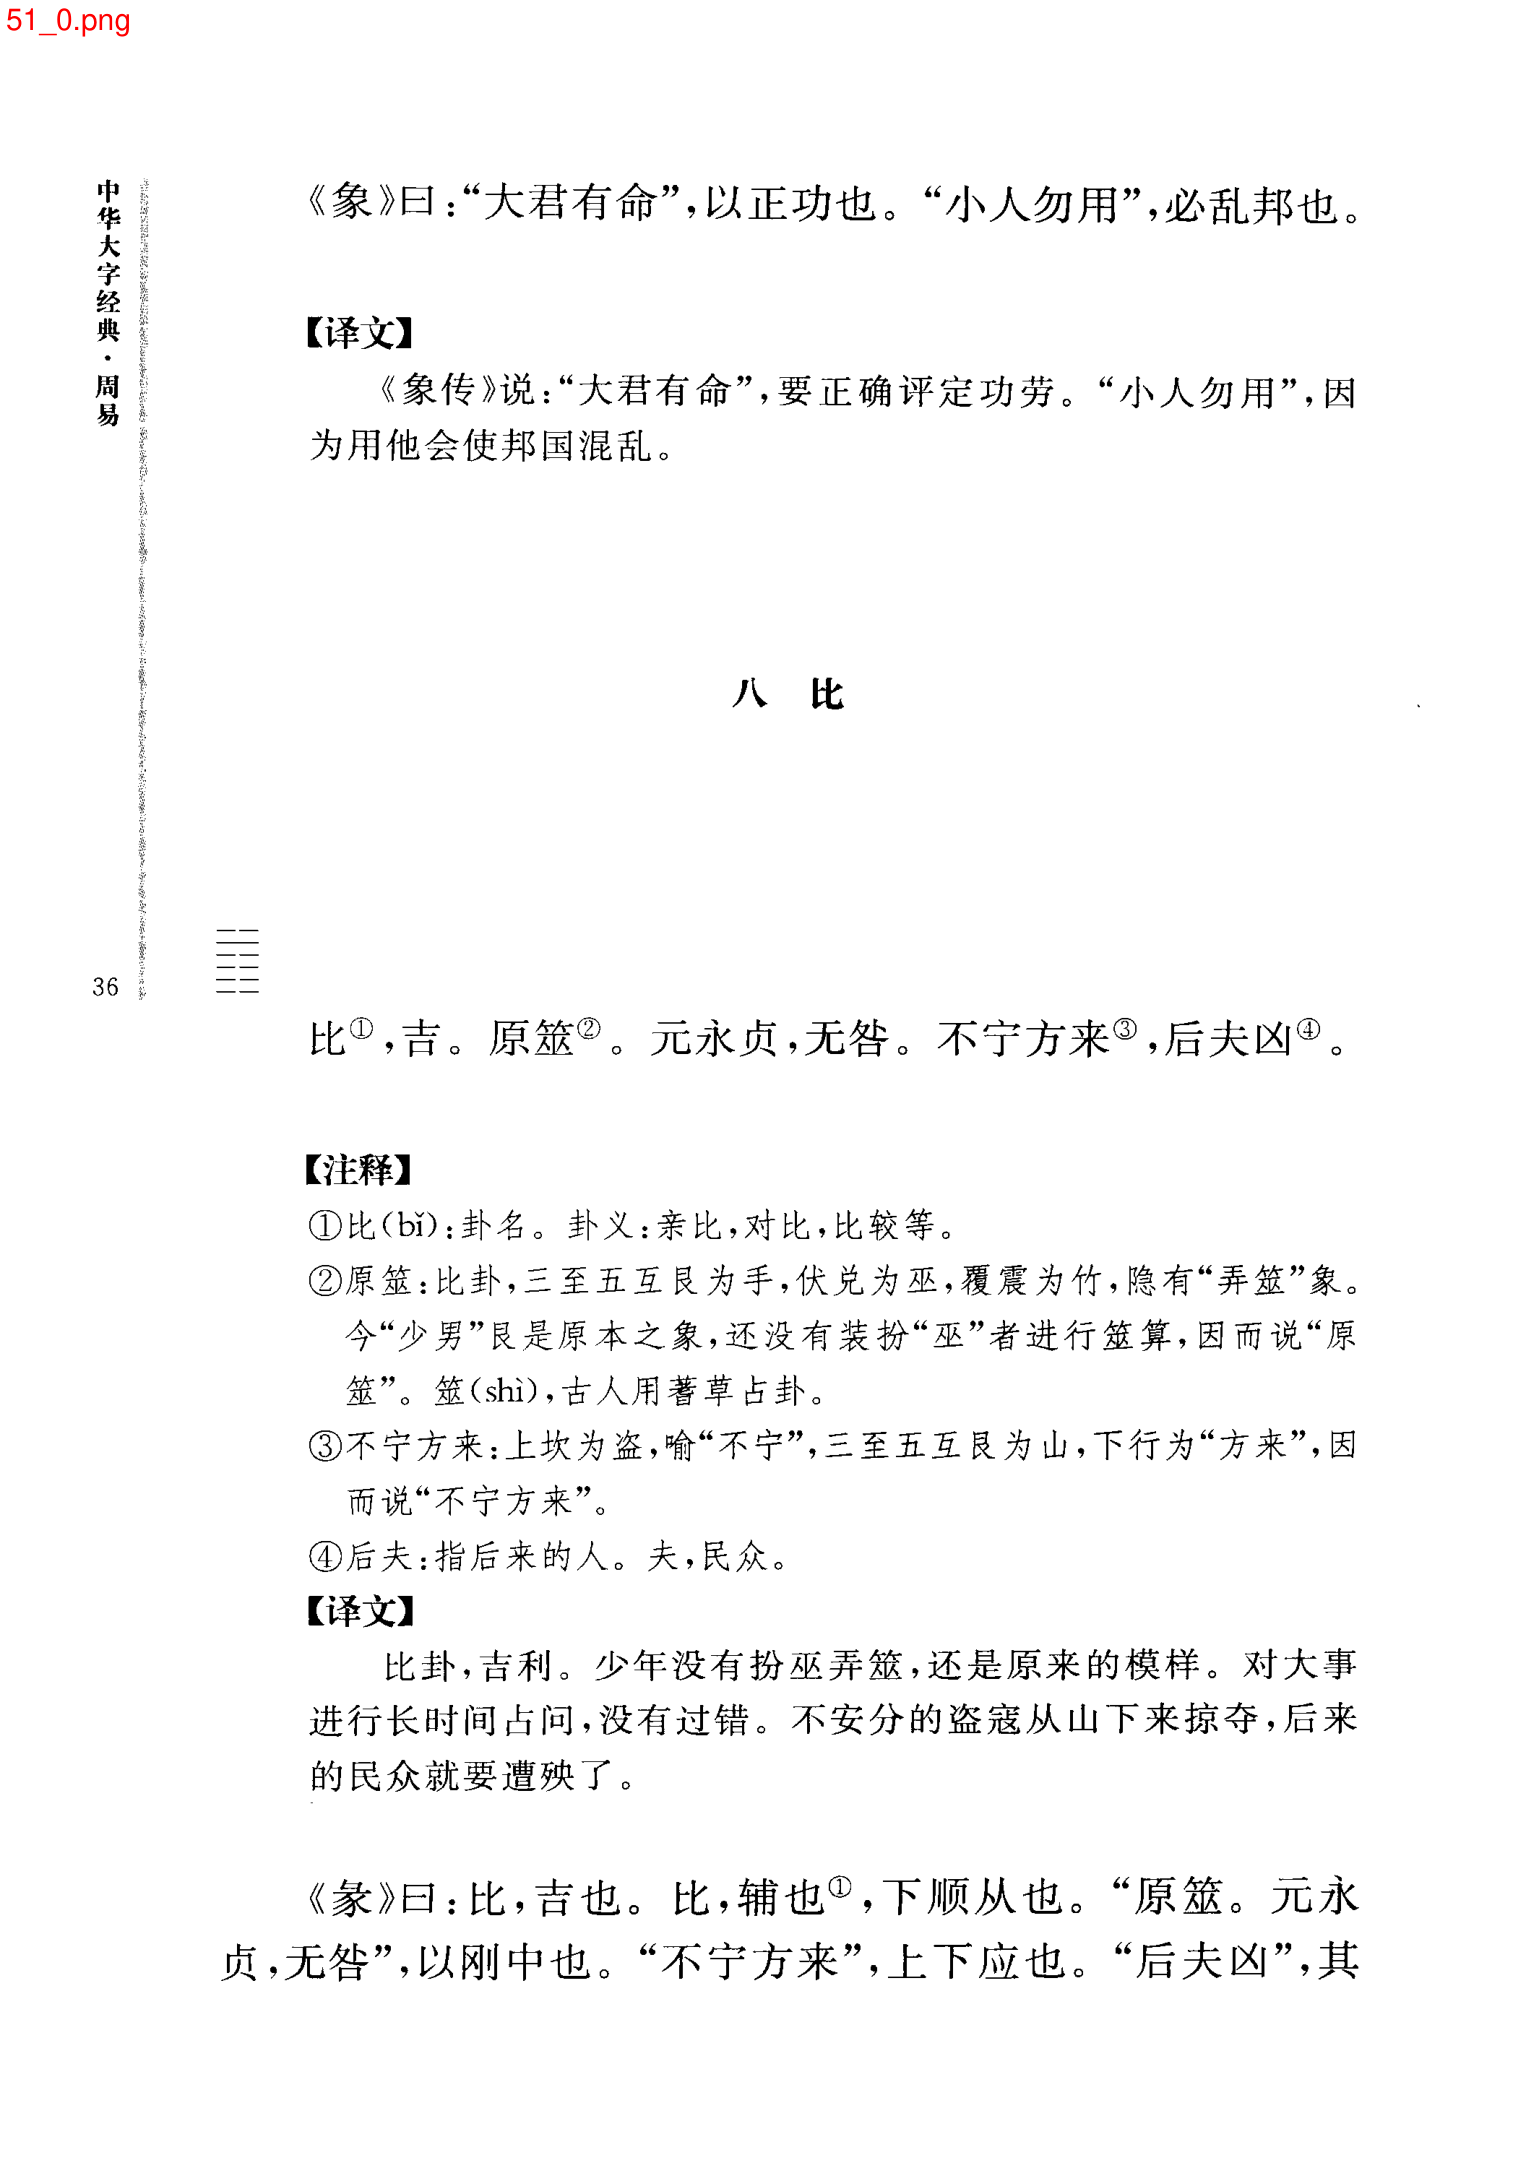 51_0.png
中华大字经典·周易
36
《象》曰:“大君有命”,以正功也。“小人勿用”,必乱邦也。
【译文】
《象传》说:“大君有命”,要正确评定功劳。“小人勿用”,因
为用他会使邦国混乱。
八 比
比①,吉。原筮②。元永贞,无咎。不宁方来③,后夫凶④。
【注释】
①比(bǐ):卦名。卦义:亲比,对比,比较等。
②原筮:比卦,三至五互艮为手,伏兑为巫,覆震为竹,隐有“弄筮”象。
今“少男”艮是原本之象,还没有装扮“巫”者进行筮算,因而说“原
筮”。筮(shì),古人用蓍草占卦。
③不宁方来:上坎为盗,喻“不宁”,三至五互艮为山,下行为“方来”,因
而说“不宁方来”。
④后夫:指后来的人。夫,民众。
【译文】
比卦,吉利。少年没有扮巫弄筮,还是原来的模样。对大事
进行长时间占问,没有过错。不安分的盗寇从山下来掠夺,后来
的民众就要遭殃了。
《彖》曰:比,吉也。比,辅也①,下顺从也。“原筮。元永
贞,无咎”,以刚中也。“不宁方来”,上下应也。“后夫凶”,其